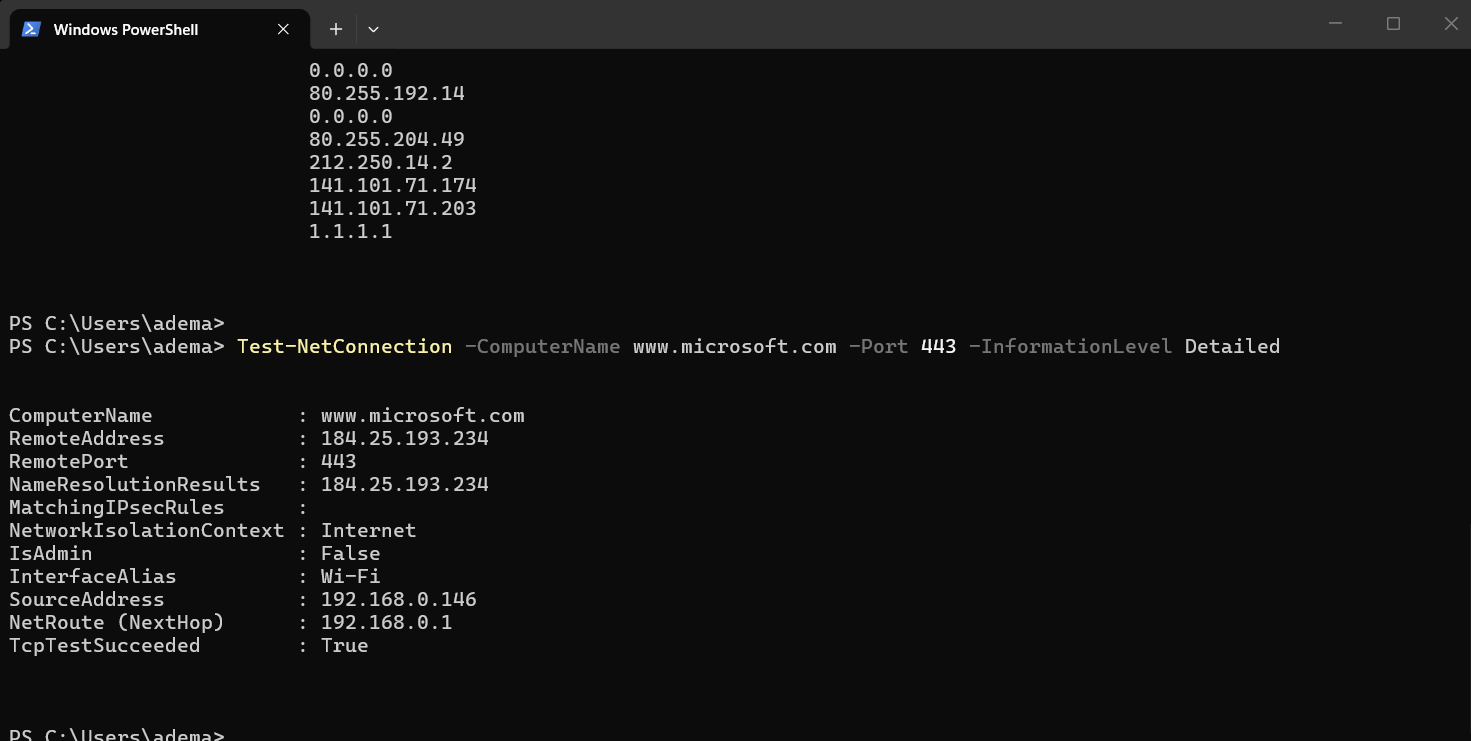 Windows PowerShell
0.0.0.0
80.255.192.14
0.0.0.0
80.255.204.49
212.250.14.2
141.101.71.174
141.101.71.203
1.1.1.1
PS C:\Users\adema>
PS C:\Users\adema> Test-NetConnection -ComputerName www.microsoft.com -Port 443 -InformationLevel Detailed
ComputerName            : www.microsoft.com
RemoteAddress           : 184.25.193.234
RemotePort              : 443
NameResolutionResults   : 184.25.193.234
MatchingIPsecRules      :
NetworkIsolationContext : Internet
IsAdmin                 : False
InterfaceAlias          : Wi-Fi
SourceAddress           : 192.168.0.146
NetRoute (NextHop)      : 192.168.0.1
TcpTestSucceeded        : True
PS C:\Users\adema>